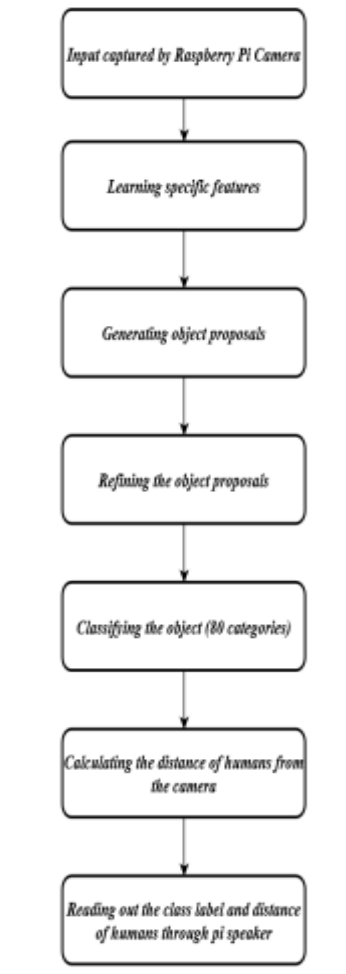 Input captured by Raspberry Pi Camera
Learning specific features
Generating object proposals
Refining the object proposals
Classifying the object (80 categories)
Calculating the distance of humans from
the camera
Reading out the class label and distance
of humans through pi speaker